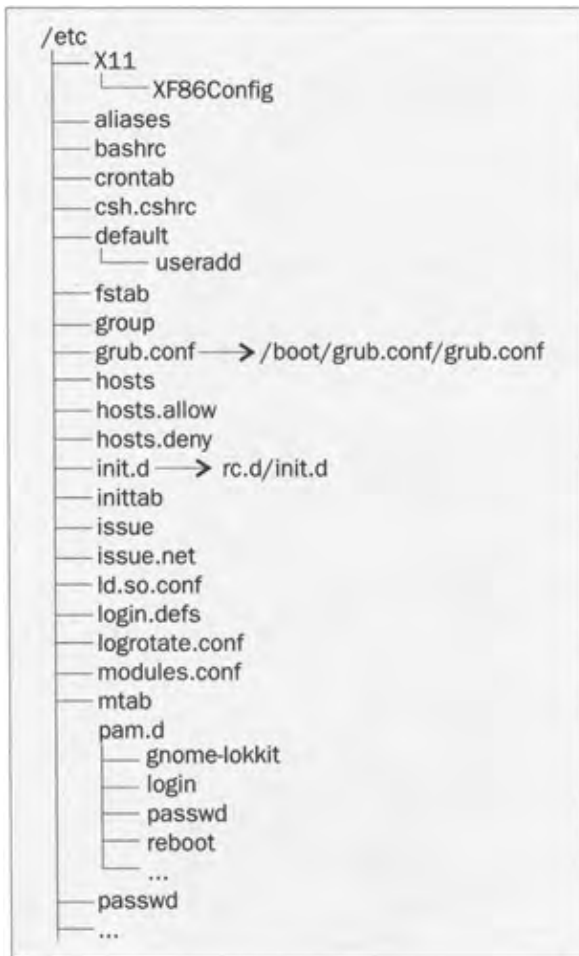 /etc
X11
XF86Config
aliases
bashrc
crontab
csh.cshrc
default
useradd
fstab
group
grub.conf → /boot/grub.conf/grub.conf
hosts
hosts.allow
hosts.deny
init.d → rc.d/init.d
inittab
issue
issue.net
ld.so.conf
login.defs
logrotate.conf
modules.conf
mtab
pam.d
gnome-lokkit
login
passwd
reboot
...
passwd
...